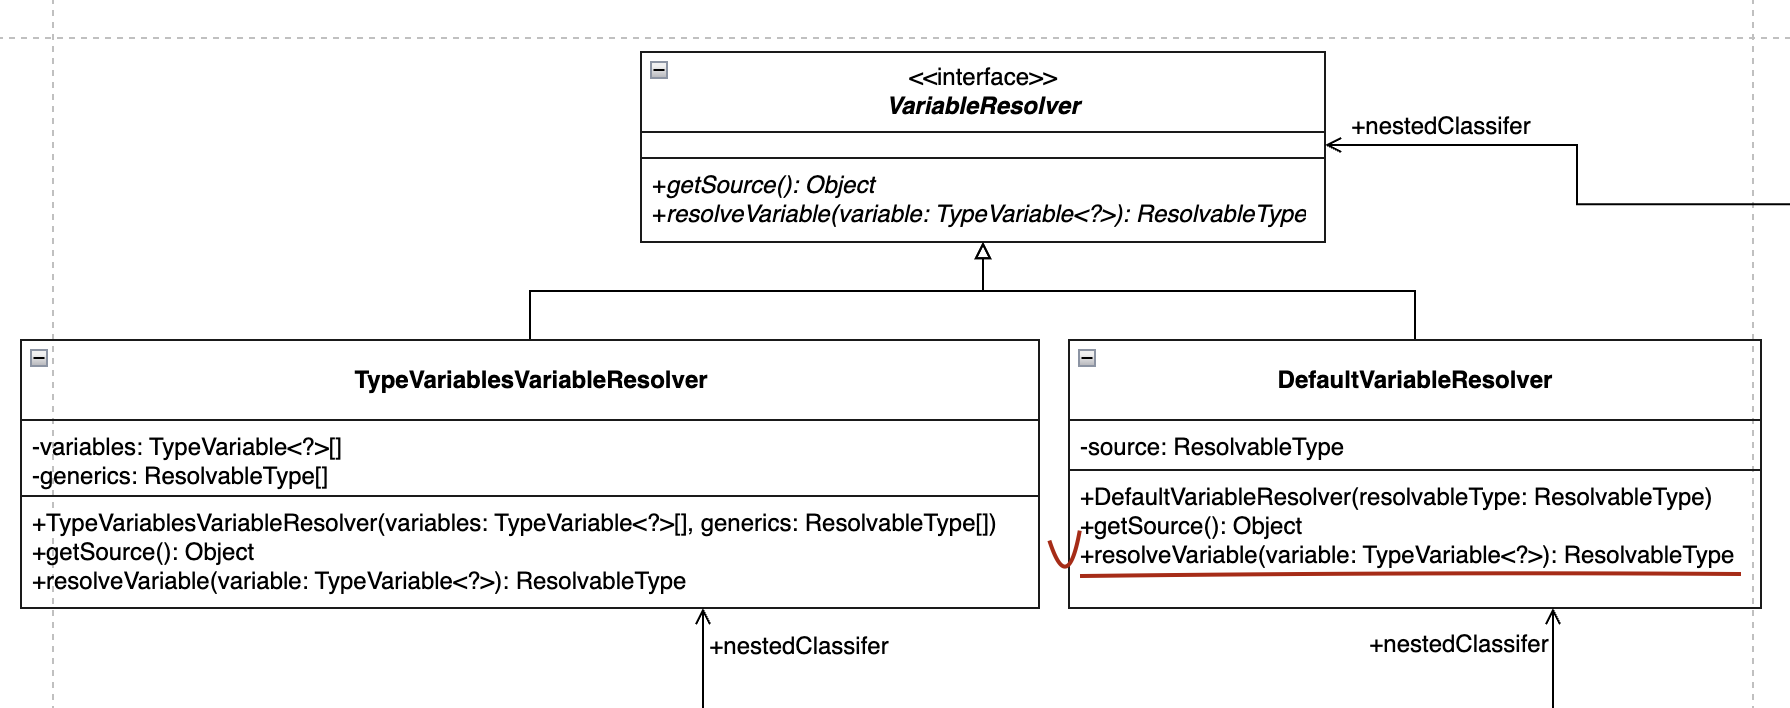 <<interface>>
VariableResolver
+nestedClassifer
+getSource(): Object
+resolveVariable(variable: TypeVariable<?>): ResolvableType
TypeVariablesVariableResolver
-variables: TypeVariable<?>[]
-generics: ResolvableType[]
+TypeVariablesVariableResolver(variables: TypeVariable<?>[], generics: ResolvableType[])
+getSource(): Object
+resolveVariable(variable: TypeVariable<?>): ResolvableType
+nestedClassifer
DefaultVariableResolver
-source: ResolvableType
+DefaultVariableResolver(resolvableType: ResolvableType)
+getSource(): Object
+resolveVariable(variable: TypeVariable<?>): ResolvableType
+nestedClassifer